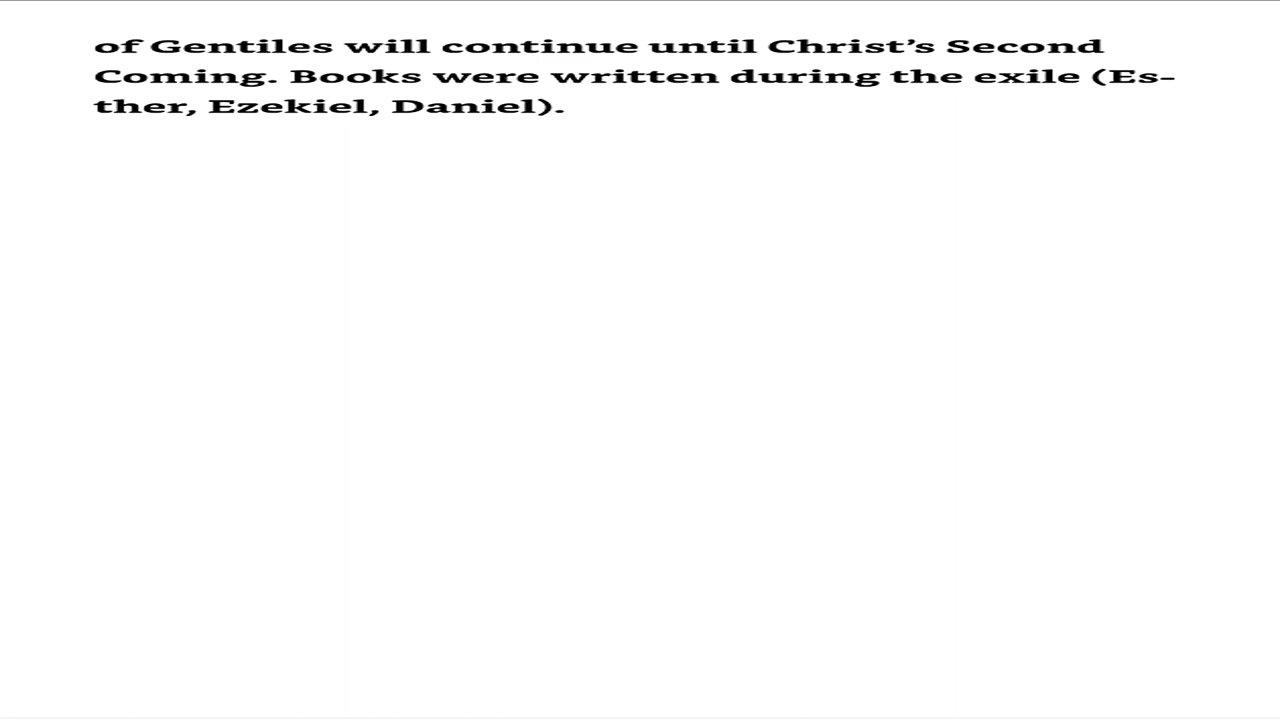 of Gentiles will continue until Christ’s Second
Coming. Books were written during the exile (Es-
ther, Ezekiel, Daniel).